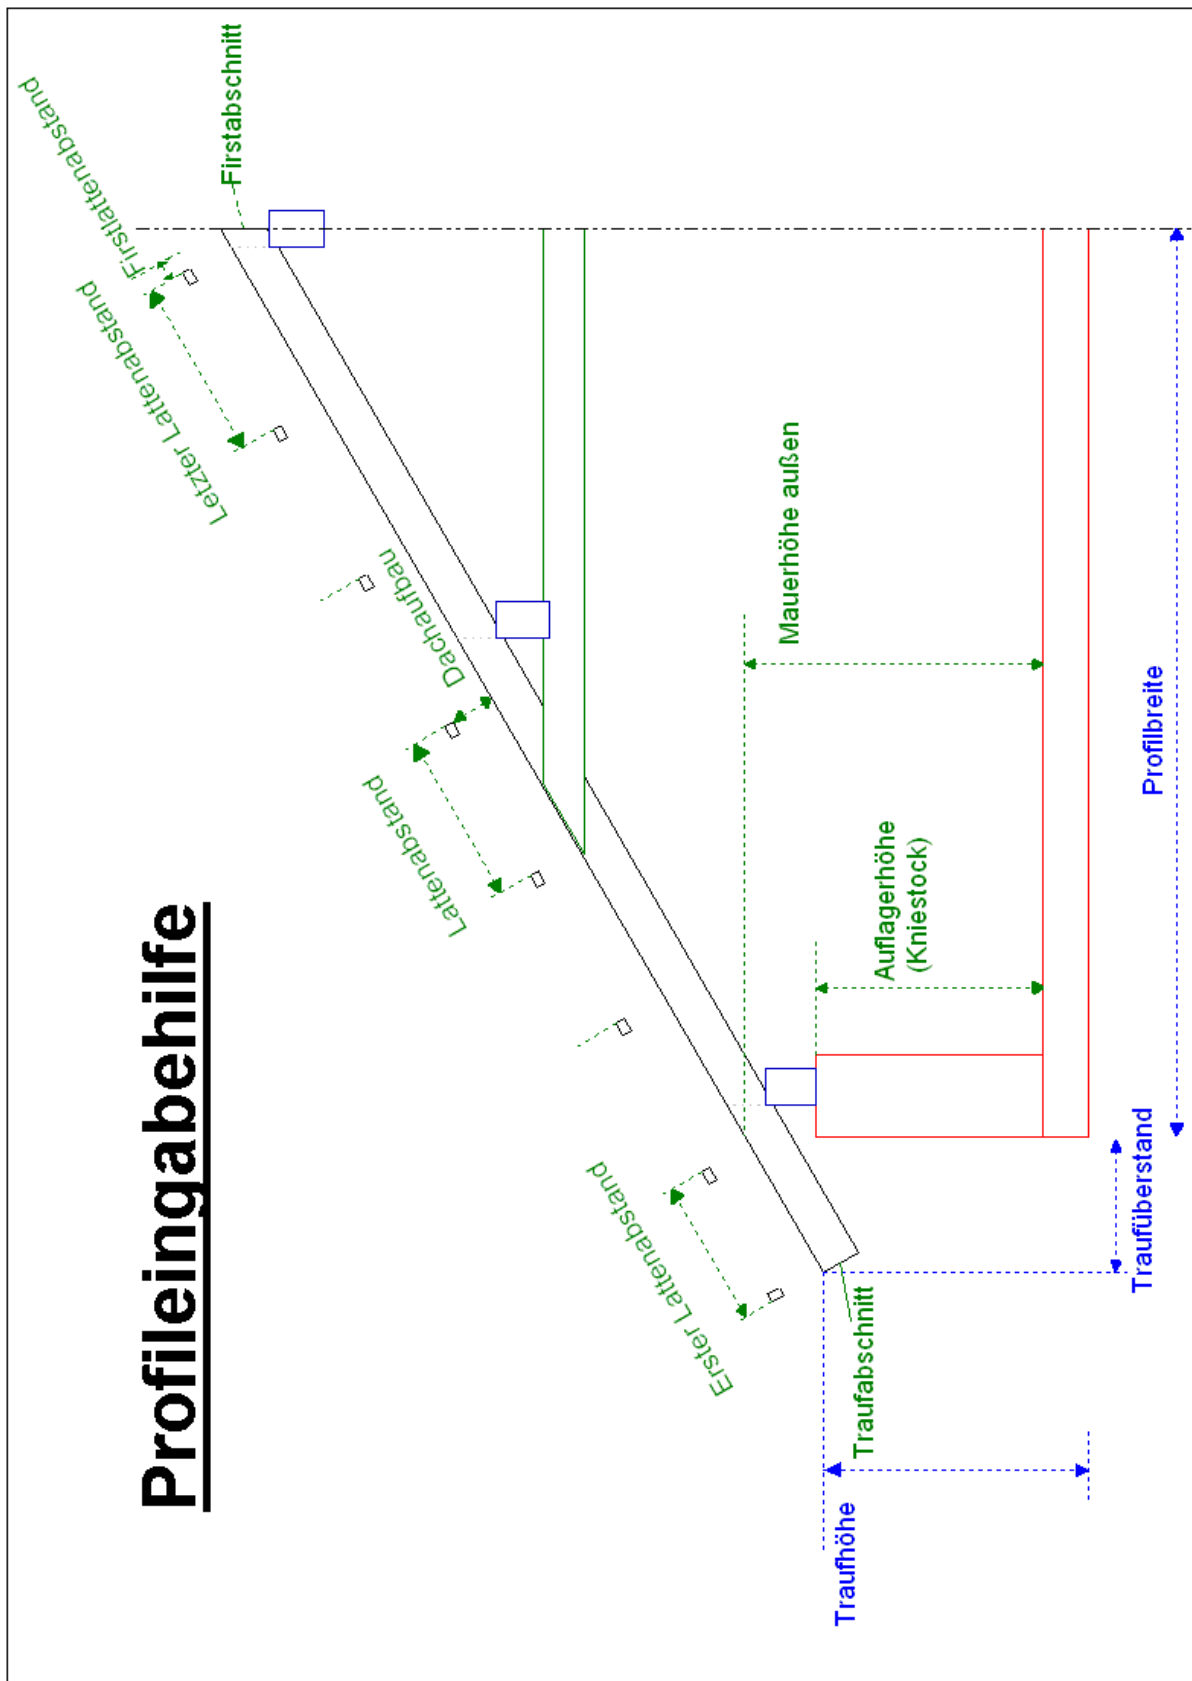 Profileingabehilfe
Firstlattenabstand
Firstabschnitt
Letzter Lattenabstand
Dachaufbau
Lattenabstand
Mauerhöhe außen
Erster Lattenabstand
Auflagerhöhe
(Kniestock)
Traufhöhe
Traufabschnitt
Traufüberstand
Profilbreite